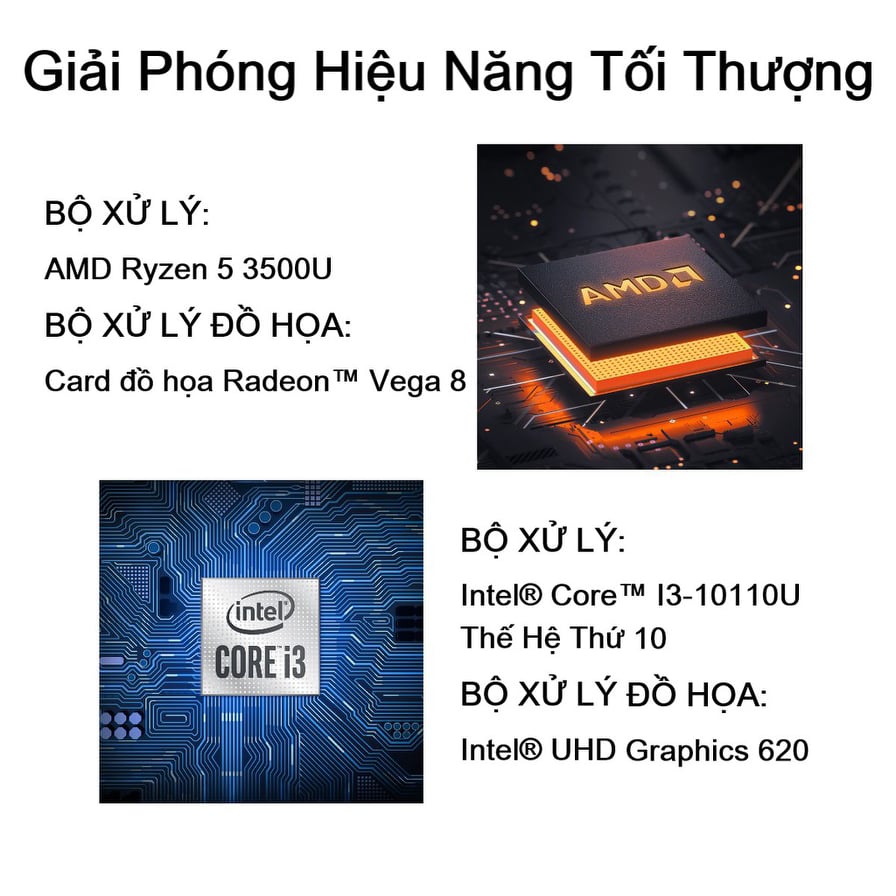 Giải Phóng Hiệu Năng Tối Thượng
BỘ XỬ LÝ:
AMD Ryzen 5 3500U
BỘ XỬ LÝ ĐỒ HỌA:
Card đồ họa Radeon™ Vega 8
AMD
intel
CORE i3
BỘ XỬ LÝ:
Intel® Core™ I3-10110U
Thế Hệ Thứ 10
BỘ XỬ LÝ ĐỒ HỌA:
Intel® UHD Graphics 620